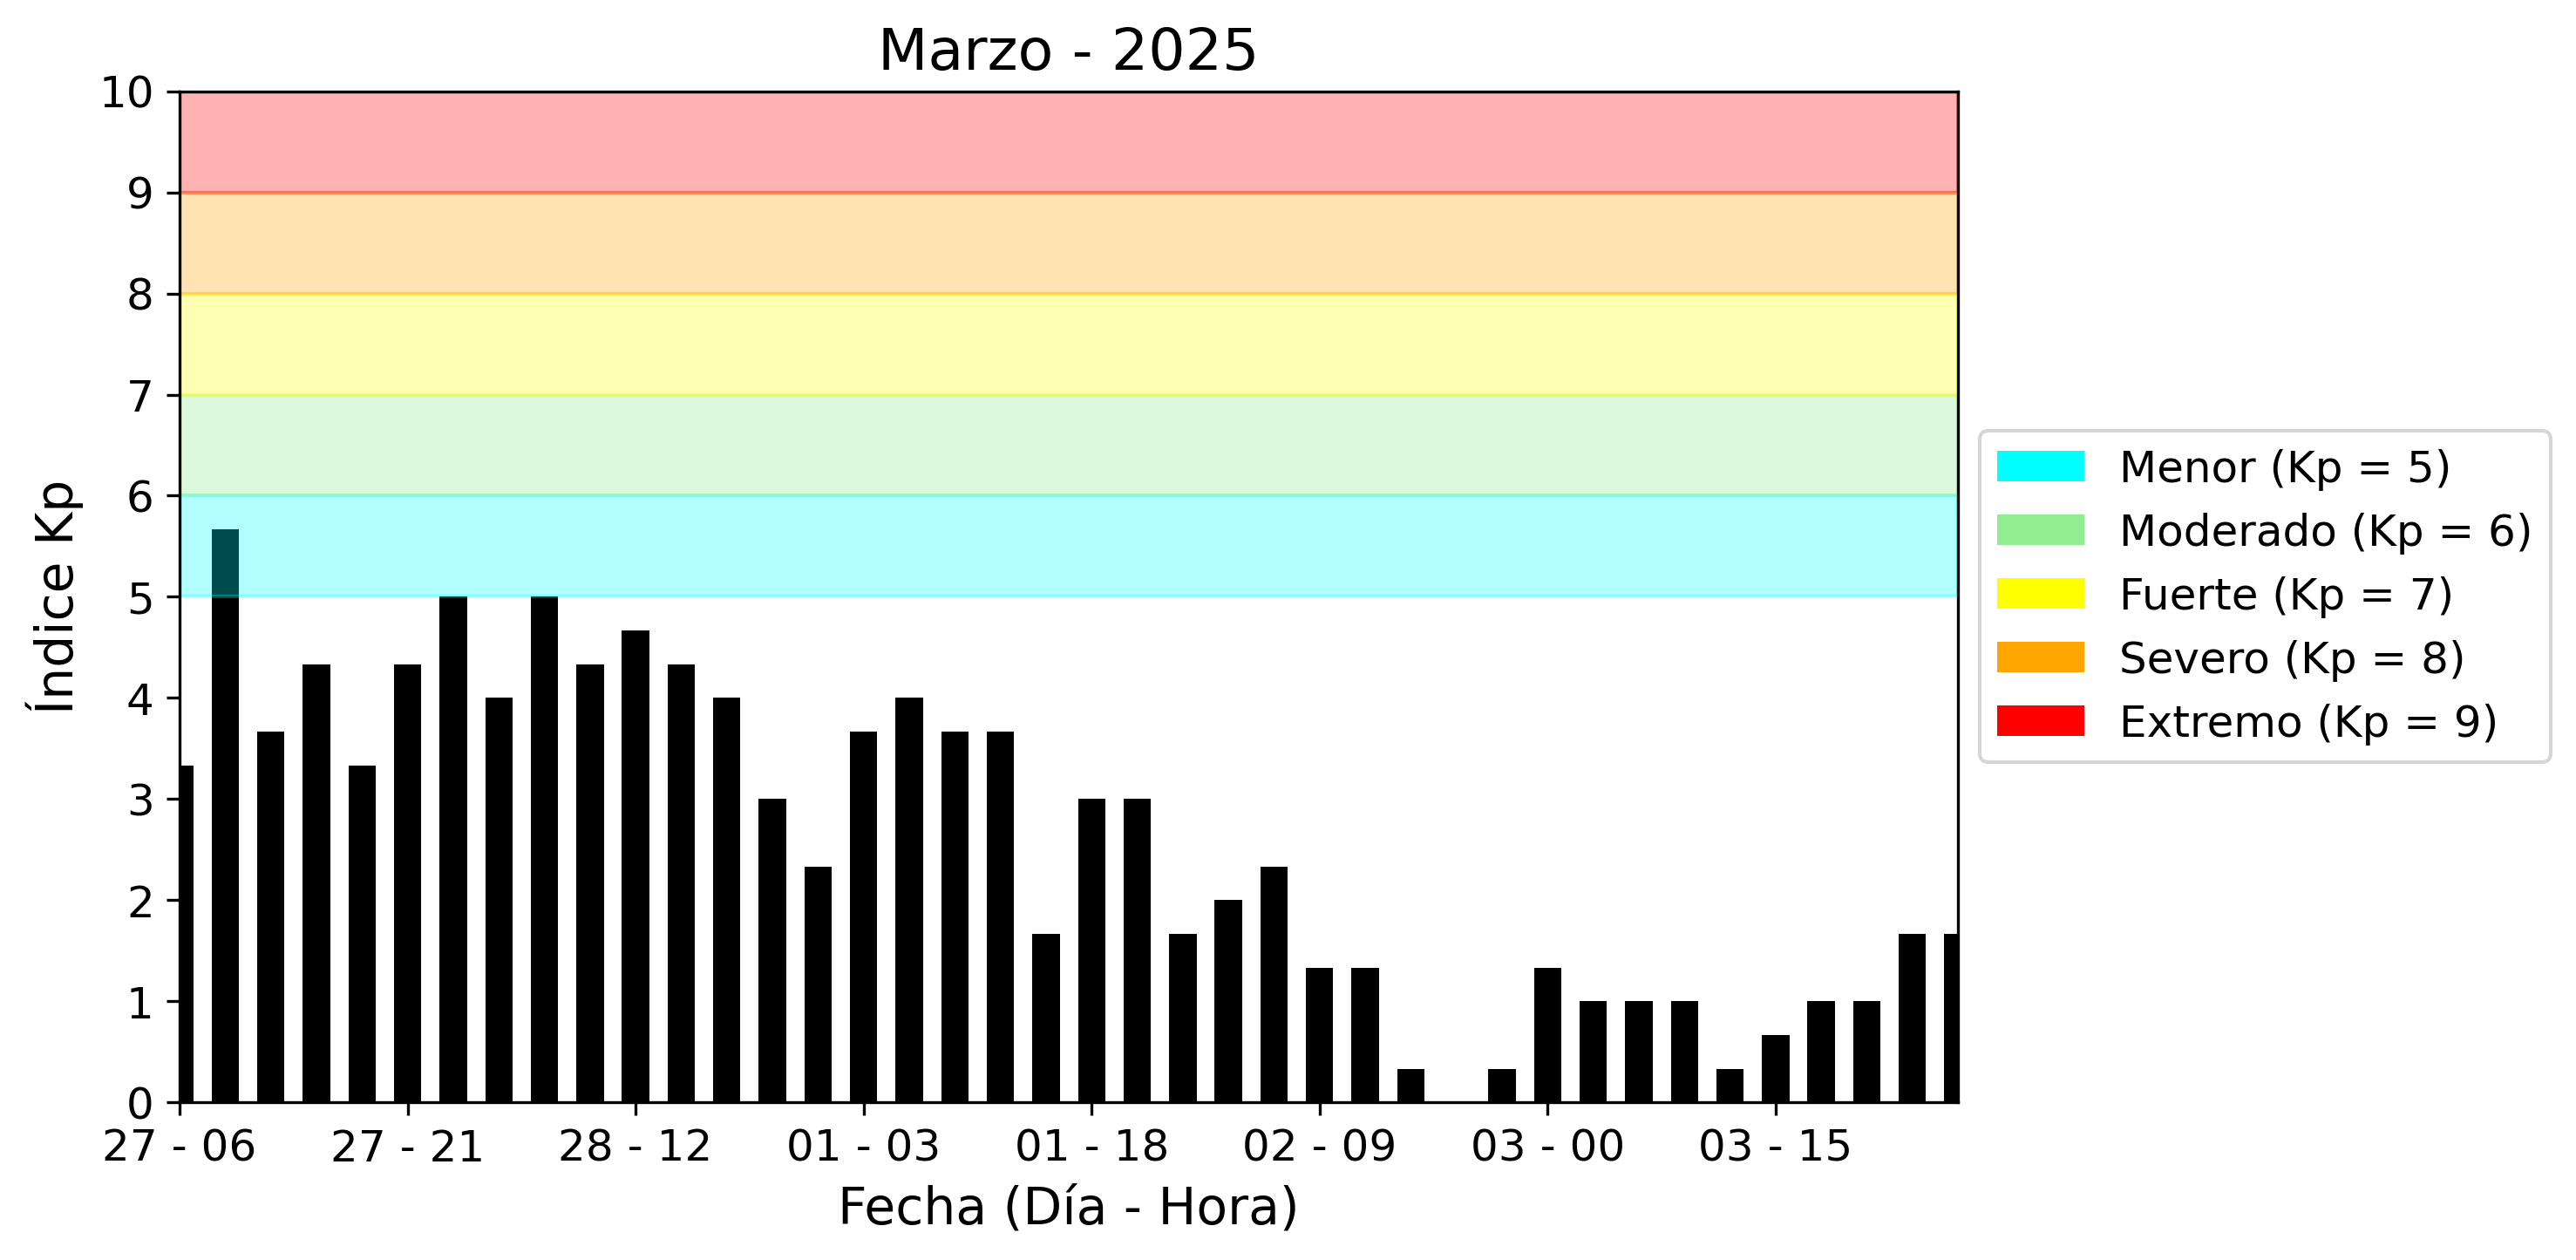 Marzo - 2025
10
9
8
7
6
5
4
3
2
1
0
Índice Kp
27 - 06
27 - 21
28 - 12
01 - 03
01 - 18
02 - 09
03 - 00
03 - 15
Fecha (Día - Hora)
Menor (Kp = 5)
Moderado (Kp = 6)
Fuerte (Kp = 7)
Severo (Kp = 8)
Extremo (Kp = 9)